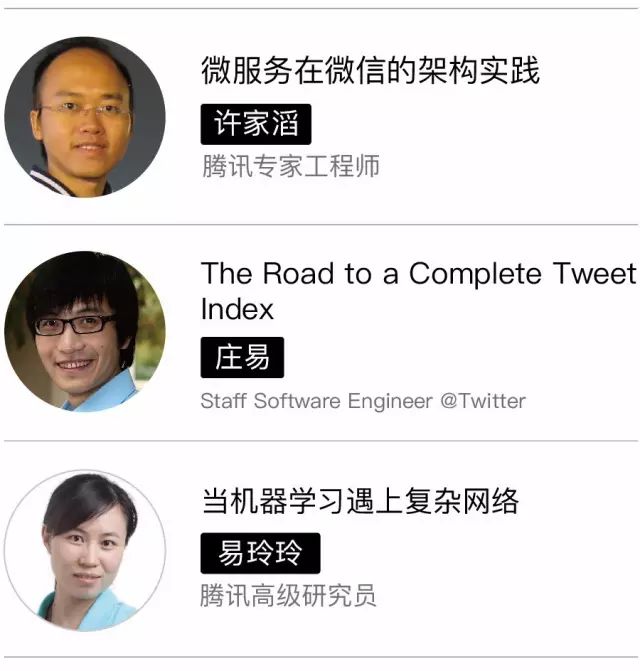 微服务在微信的架构实践
许家滔
腾讯专家工程师
The Road to a Complete Tweet
Index
庄易
Staff Software Engineer @Twitter
当机器学习遇上复杂网络
易玲玲
腾讯高级研究员